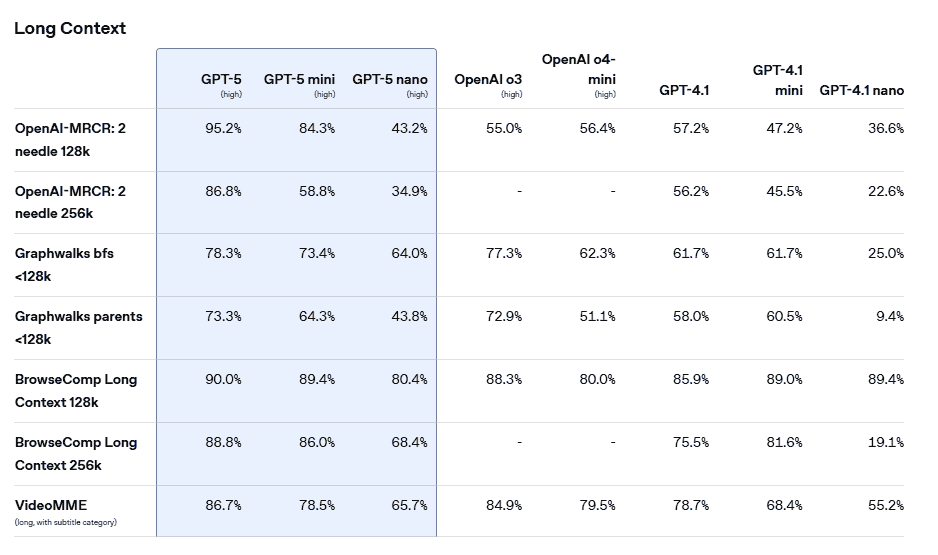 Long Context
GPT-5 GPT-5 mini GPT-5 nano OpenAI o3 OpenAI o4-mini GPT-4.1 GPT-4.1 mini GPT-4.1 nano
(high) (high) (high) (high) (high)
OpenAI-MRCR: 2 95.2% 84.3% 43.2% 55.0% 56.4% 57.2% 47.2% 36.6%
needle 128k
OpenAI-MRCR: 2 86.8% 58.8% 34.9% - - 56.2% 45.5% 22.6%
needle 256k
Graphwalks bfs 78.3% 73.4% 64.0% 77.3% 62.3% 61.7% 61.7% 25.0%
<128k
Graphwalks parents 73.3% 64.3% 43.8% 72.9% 51.1% 58.0% 60.5% 9.4%
<128k
BrowseComp Long 90.0% 89.4% 80.4% 88.3% 80.0% 85.9% 89.0% 89.4%
Context 128k
BrowseComp Long 88.8% 86.0% 68.4% - - 75.5% 81.6% 19.1%
Context 256k
VideoMME 86.7% 78.5% 65.7% 84.9% 79.5% 78.7% 68.4% 55.2%
(long, with subtitle category)